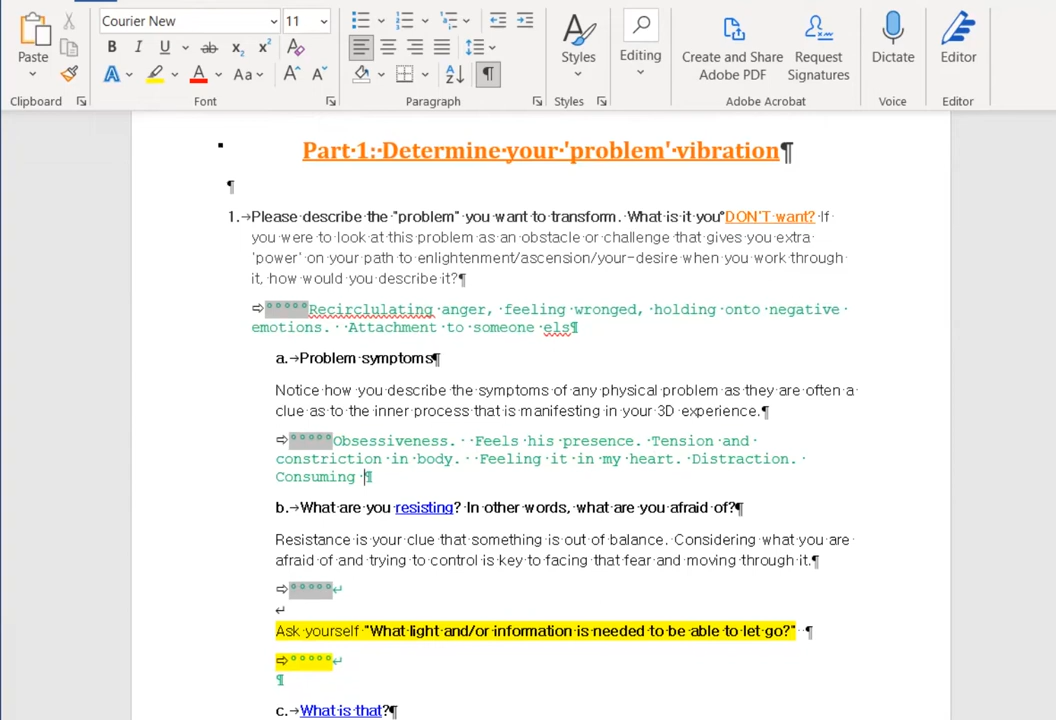 Courier New 11
Paste
B I U ab x₂ x²
A A Aa A A
A Z
Styles
Editing
Create and Share Adobe PDF
Request Signatures
Dictate
Editor
Clipboard Font Paragraph Styles Adobe Acrobat Voice Editor
Part 1: Determine your 'problem' vibration¶
¶
1. Please describe the "problem" you want to transform. What is it you DON'T want? If
you were to look at this problem as an obstacle or challenge that gives you extra
'power' on your path to enlightenment/ascension/your-desire when you work through
it, how would you describe it?¶
Recirclulating anger, feeling wronged, holding onto negative
emotions. Attachment to someone els¶
a. Problem symptoms¶
Notice how you describe the symptoms of any physical problem as they are often a
clue as to the inner process that is manifesting in your 3D experience.¶
Obsessiveness. Feels his presence. Tension and
constriction in body. Feeling it in my heart. Distraction.
Consuming ¶
b. What are you resisting? In other words, what are you afraid of?¶
Resistance is your clue that something is out of balance. Considering what you are
afraid of and trying to control is key to facing that fear and moving through it.¶
Ask yourself "What light and/or information is needed to be able to let go?" ¶
¶
c. What is that?¶